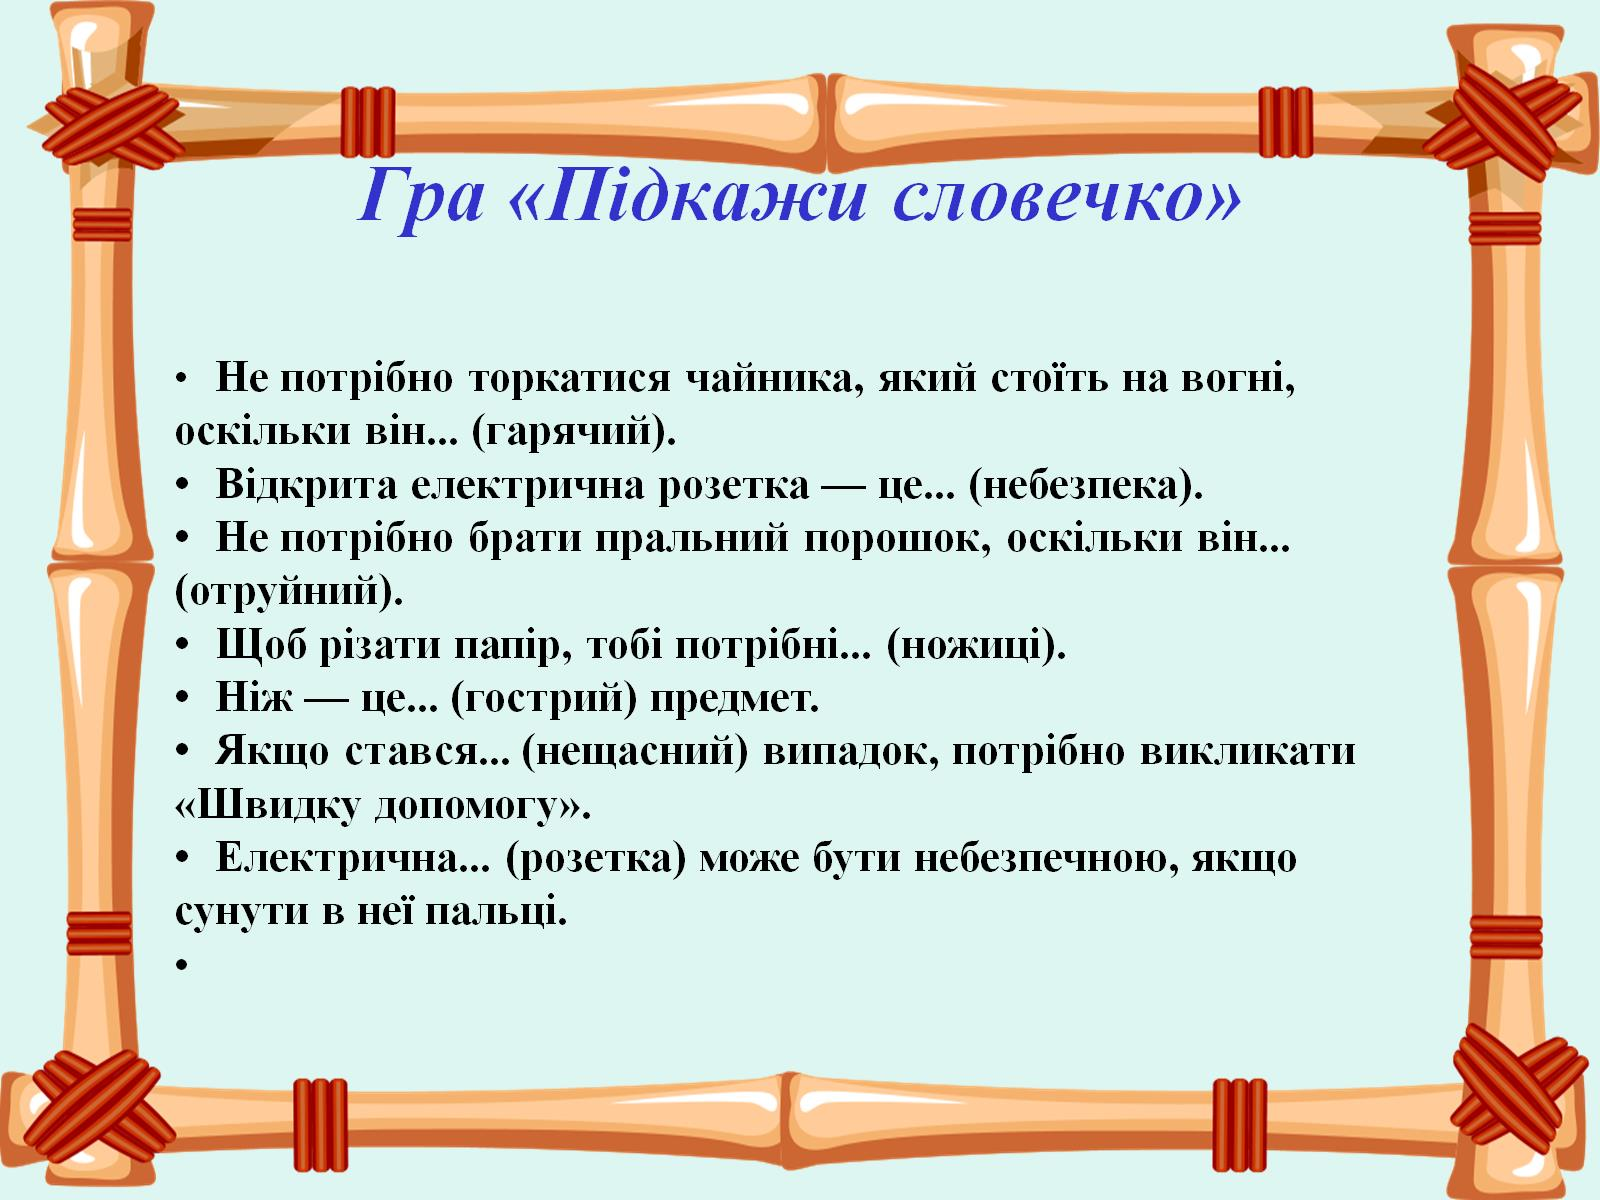 Гра «Підкажи словечко»
• Не потрібно торкатися чайника, який стоїть на вогні,
оскільки він... (гарячий).
• Відкрита електрична розетка — це... (небезпека).
• Не потрібно брати пральний порошок, оскільки він...
(отруйний).
• Щоб різати папір, тобі потрібні... (ножиці).
• Ніж — це... (гострий) предмет.
• Якщо стався... (нещасний) випадок, потрібно викликати
«Швидку допомогу».
• Електрична... (розетка) може бути небезпечною, якщо
сунути в неї пальці.
•